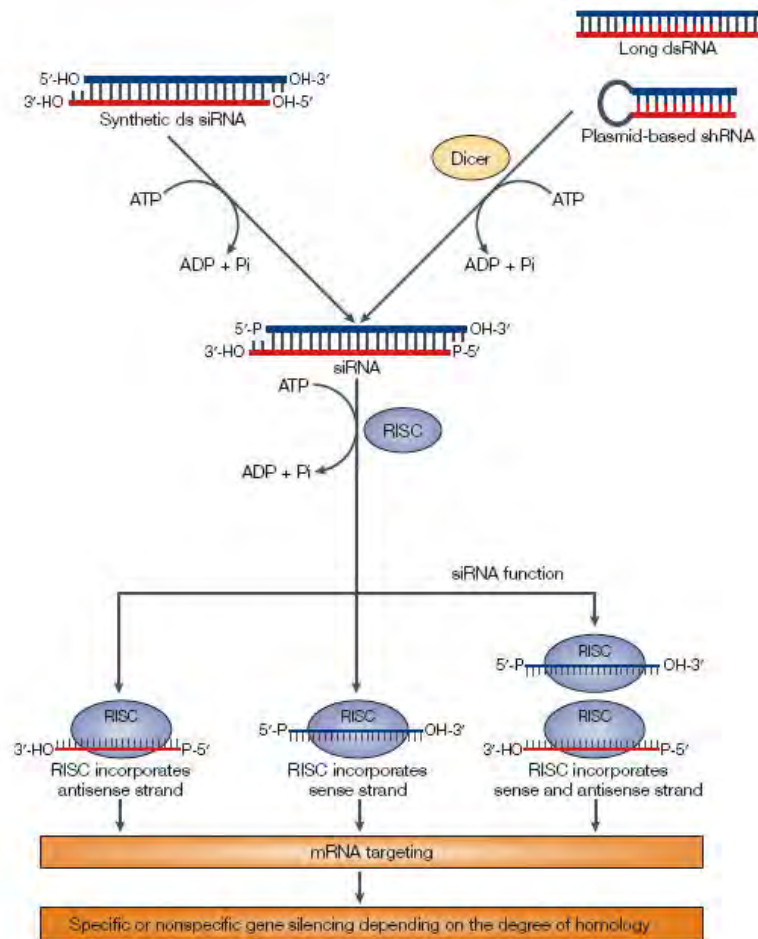 Long dsRNA
5′-HO
OH-3′
3′-HO
OH-5′
Synthetic ds siRNA
Plasmid-based shRNA
Dicer
ATP
ATP
ADP + Pi
ADP + Pi
5′-P
OH-3′
3′-HO
P-5′
siRNA
ATP
RISC
ADP + Pi
siRNA function
RISC
5′-P
OH-3′
RISC
RISC
RISC
5′-P
OH-3′
3′-HO
P-5′
3′-HO
P-5′
RISC incorporates
antisense strand
RISC incorporates
sense strand
RISC incorporates
sense and antisense strand
mRNA targeting
Specific or nonspecific gene silencing depending on the degree of homology